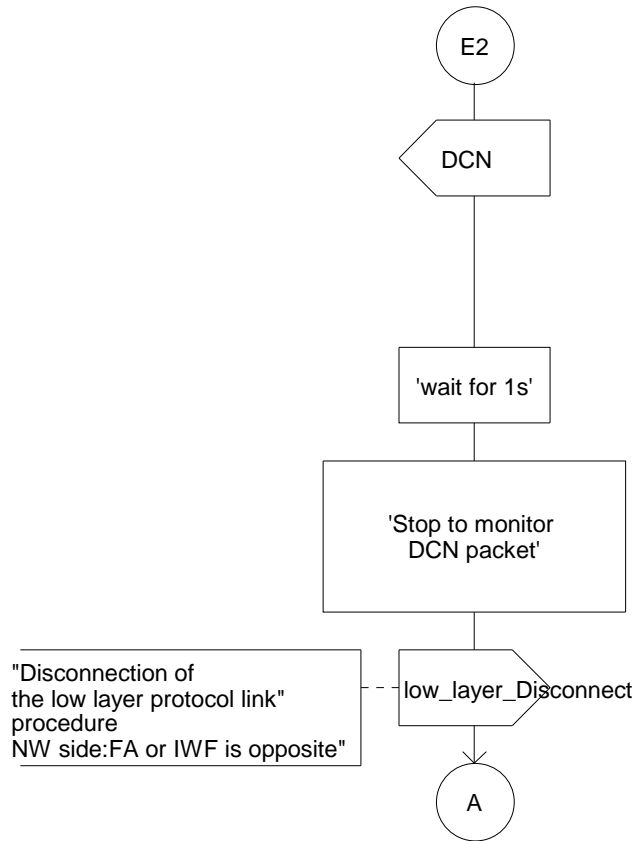 E2
DCN
'wait for 1s'
'Stop to monitor
DCN packet'
"Disconnection of
the low layer protocol link"
procedure
NW side:FA or IWF is opposite"
low_layer_Disconnect
A